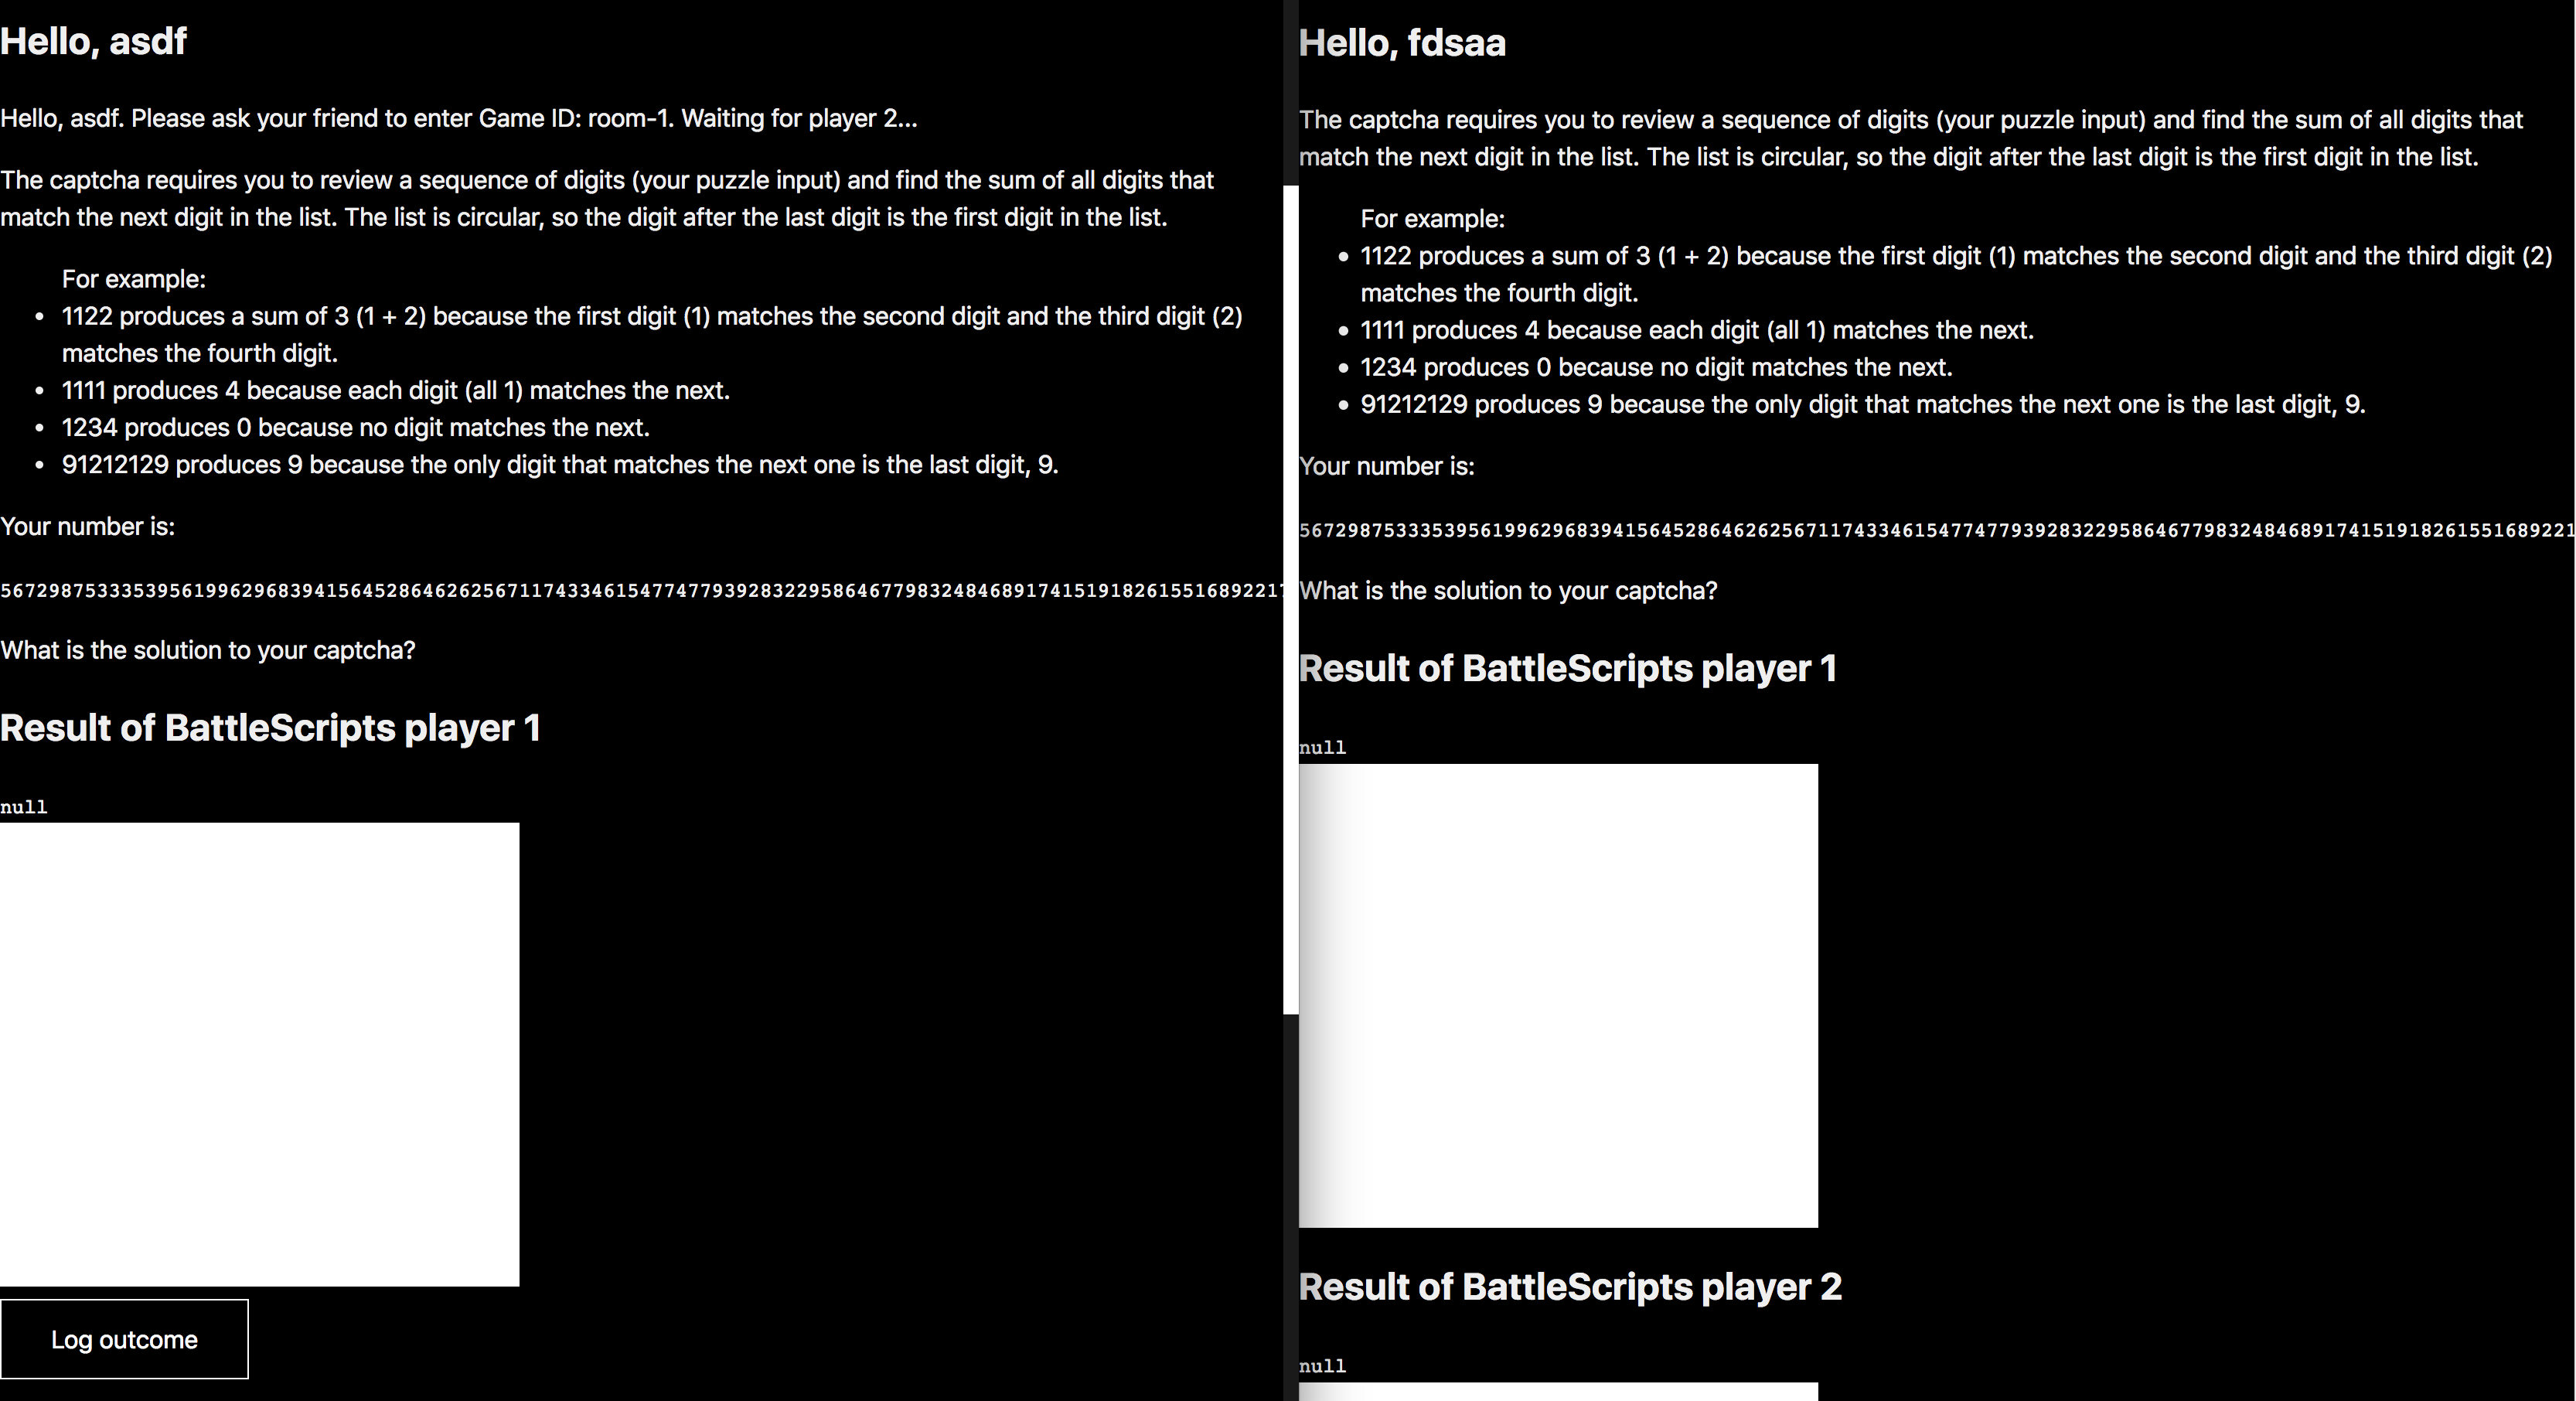 Hello, asdf
Hello, asdf. Please ask your friend to enter Game ID: room-1. Waiting for player 2...
The captcha requires you to review a sequence of digits (your puzzle input) and find the sum of all digits that
match the next digit in the list. The list is circular, so the digit after the last digit is the first digit in the list.
For example:
• 1122 produces a sum of 3 (1 + 2) because the first digit (1) matches the second digit and the third digit (2)
matches the fourth digit.
• 1111 produces 4 because each digit (all 1) matches the next.
• 1234 produces 0 because no digit matches the next.
• 91212129 produces 9 because the only digit that matches the next one is the last digit, 9.
Your number is:
5672987533353956199629683941564528646262567117433461547747793928322958646779832484689174151918261551689221
What is the solution to your captcha?
Result of BattleScripts player 1
null
Log outcome
Hello, fdsaa
The captcha requires you to review a sequence of digits (your puzzle input) and find the sum of all digits that
match the next digit in the list. The list is circular, so the digit after the last digit is the first digit in the list.
For example:
• 1122 produces a sum of 3 (1 + 2) because the first digit (1) matches the second digit and the third digit (2)
matches the fourth digit.
• 1111 produces 4 because each digit (all 1) matches the next.
• 1234 produces 0 because no digit matches the next.
• 91212129 produces 9 because the only digit that matches the next one is the last digit, 9.
Your number is:
5672987533353956199629683941564528646262567117433461547747793928322958646779832484689174151918261551689221
What is the solution to your captcha?
Result of BattleScripts player 1
null
Result of BattleScripts player 2
null